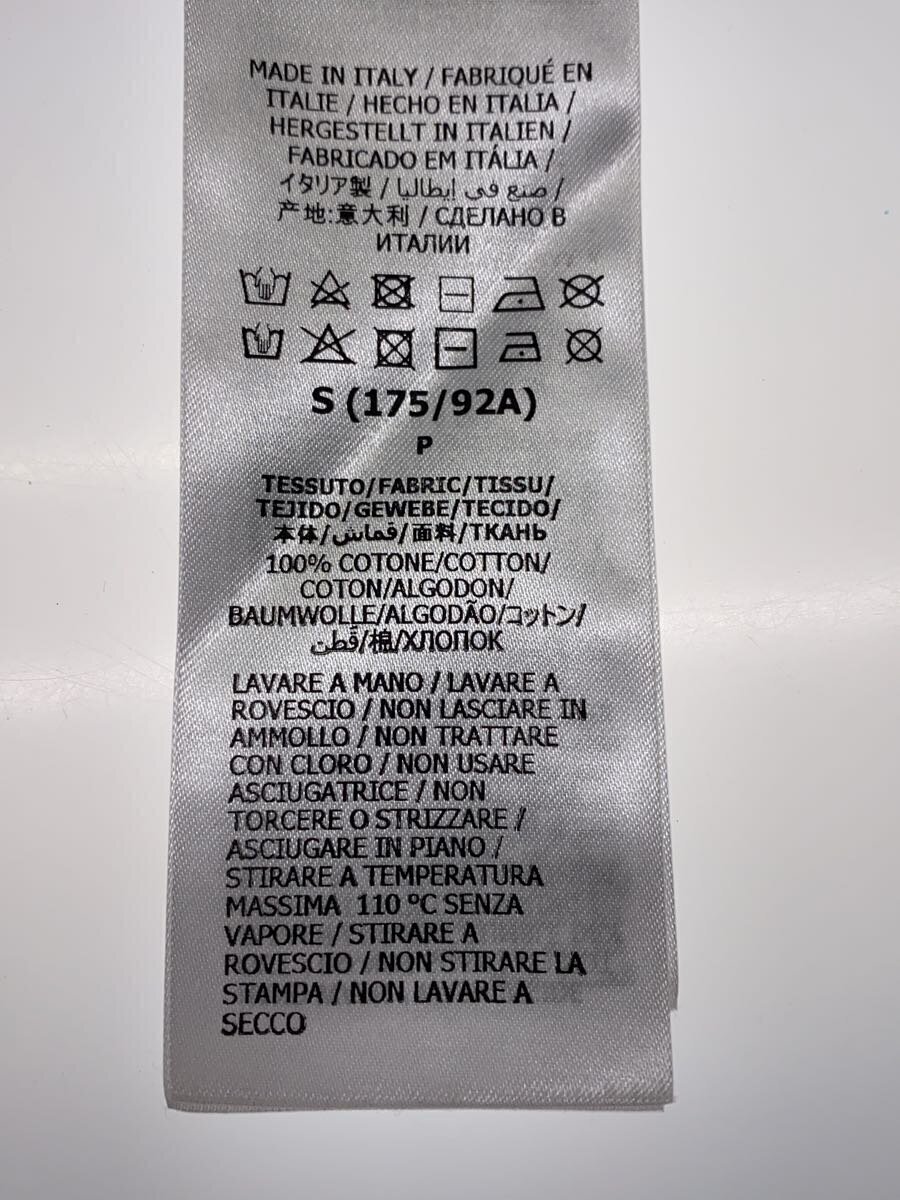 MADE IN ITALY / FABRIQUÉ EN
ITALIE / HECHO EN ITALIA /
HERGESTELLT IN ITALIEN /
FABRICADO EM ITÁLIA /
イタリア製 / صنع في إيطاليا /
产地:意大利 / СДЕЛАНО В
ИТАЛИИ
S (175/92A)
P
TESSUTO/FABRIC/TISSU/
TEJIDO/GEWEBE/TECIDO/
本体/قماش/面料/ТКАНЬ
100% COTONE/COTTON/
COTON/ALGODON/
BAUMWOLLE/ALGODÃO/コットン/
قُطن/棉/ХЛОПОК
LAVARE A MANO / LAVARE A
ROVESCIO / NON LASCIARE IN
AMMOLLO / NON TRATTARE
CON CLORO / NON USARE
ASCIUGATRICE / NON
TORCERE O STRIZZARE /
ASCIUGARE IN PIANO /
STIRARE A TEMPERATURA
MASSIMA 110 °C SENZA
VAPORE / STIRARE A
ROVESCIO / NON STIRARE LA
STAMPA / NON LAVARE A
SECCO